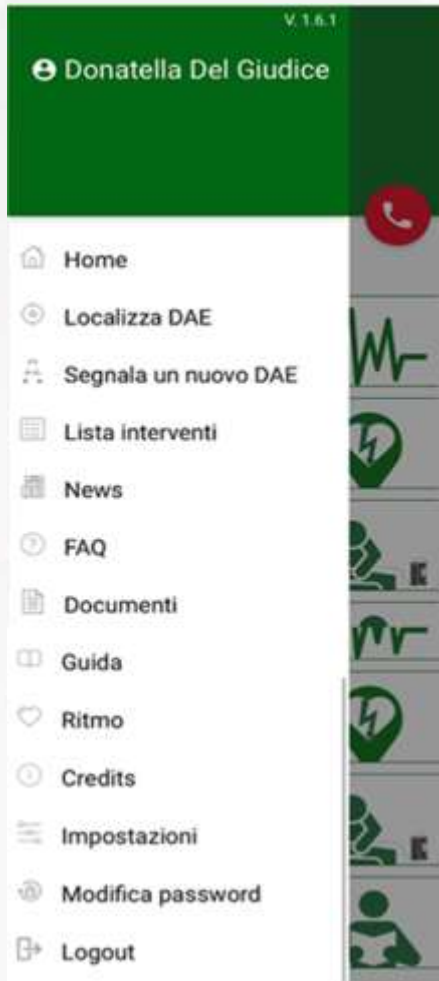 V. 1.6.1
Donatella Del Giudice
Home
Localizza DAE
Segnala un nuovo DAE
Lista interventi
News
FAQ
Documenti
Guida
Ritmo
Credits
Impostazioni
Modifica password
Logout